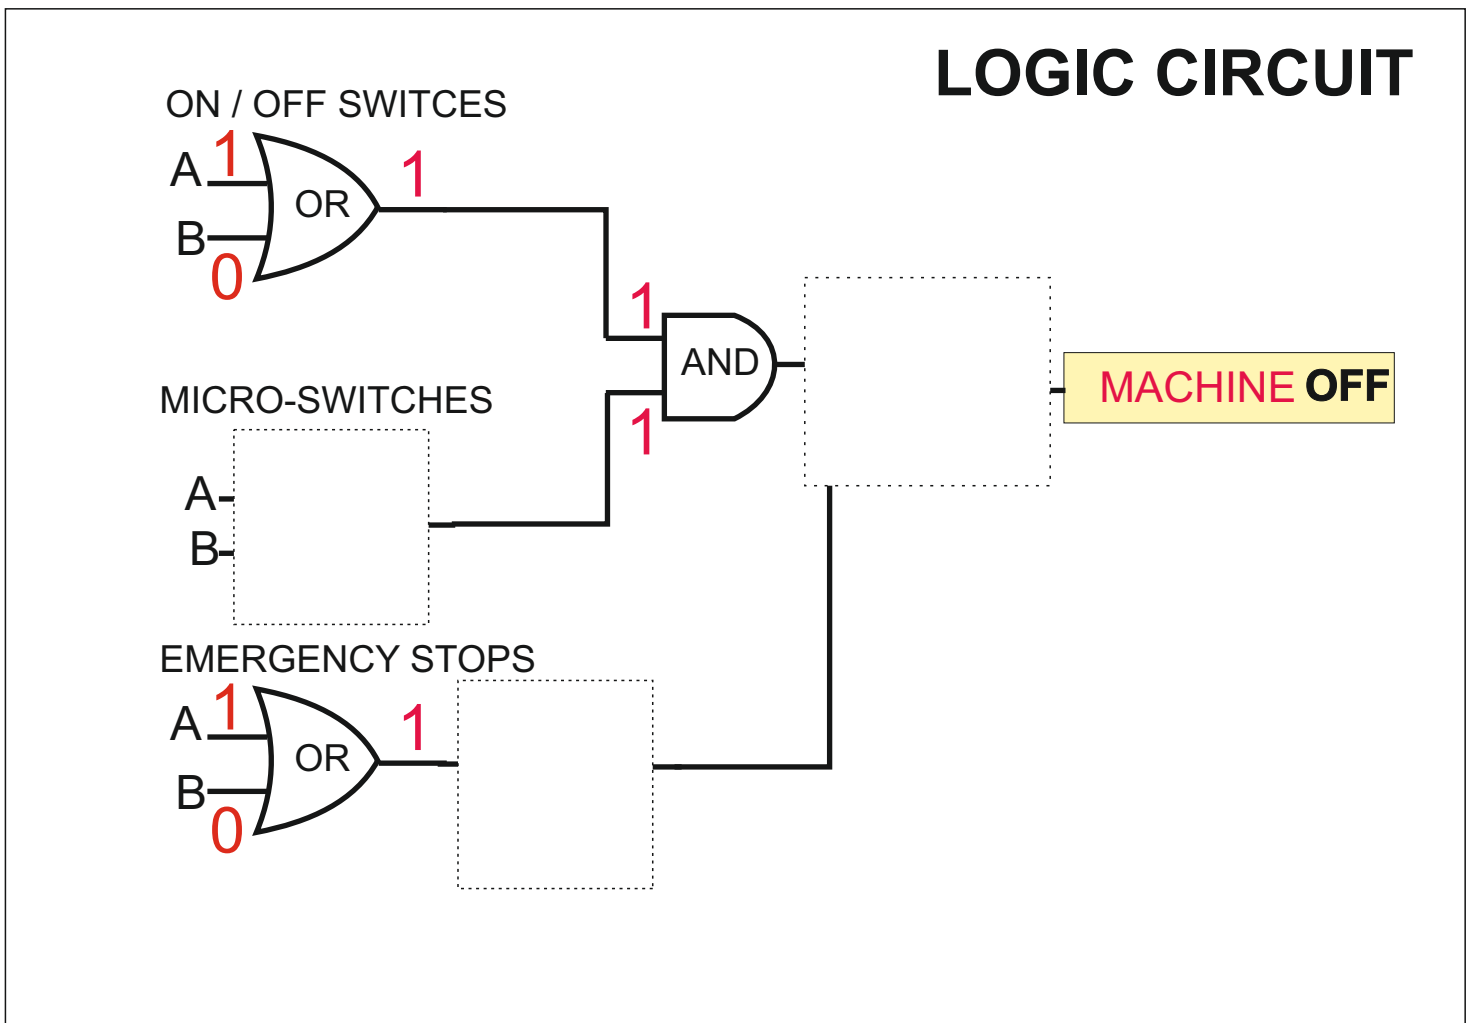 LOGIC CIRCUIT
ON / OFF SWITCES
A 1
OR
1
B
0
1
AND
1
MACHINE OFF
MICRO-SWITCHES
A
B
EMERGENCY STOPS
A 1
OR
1
B
0